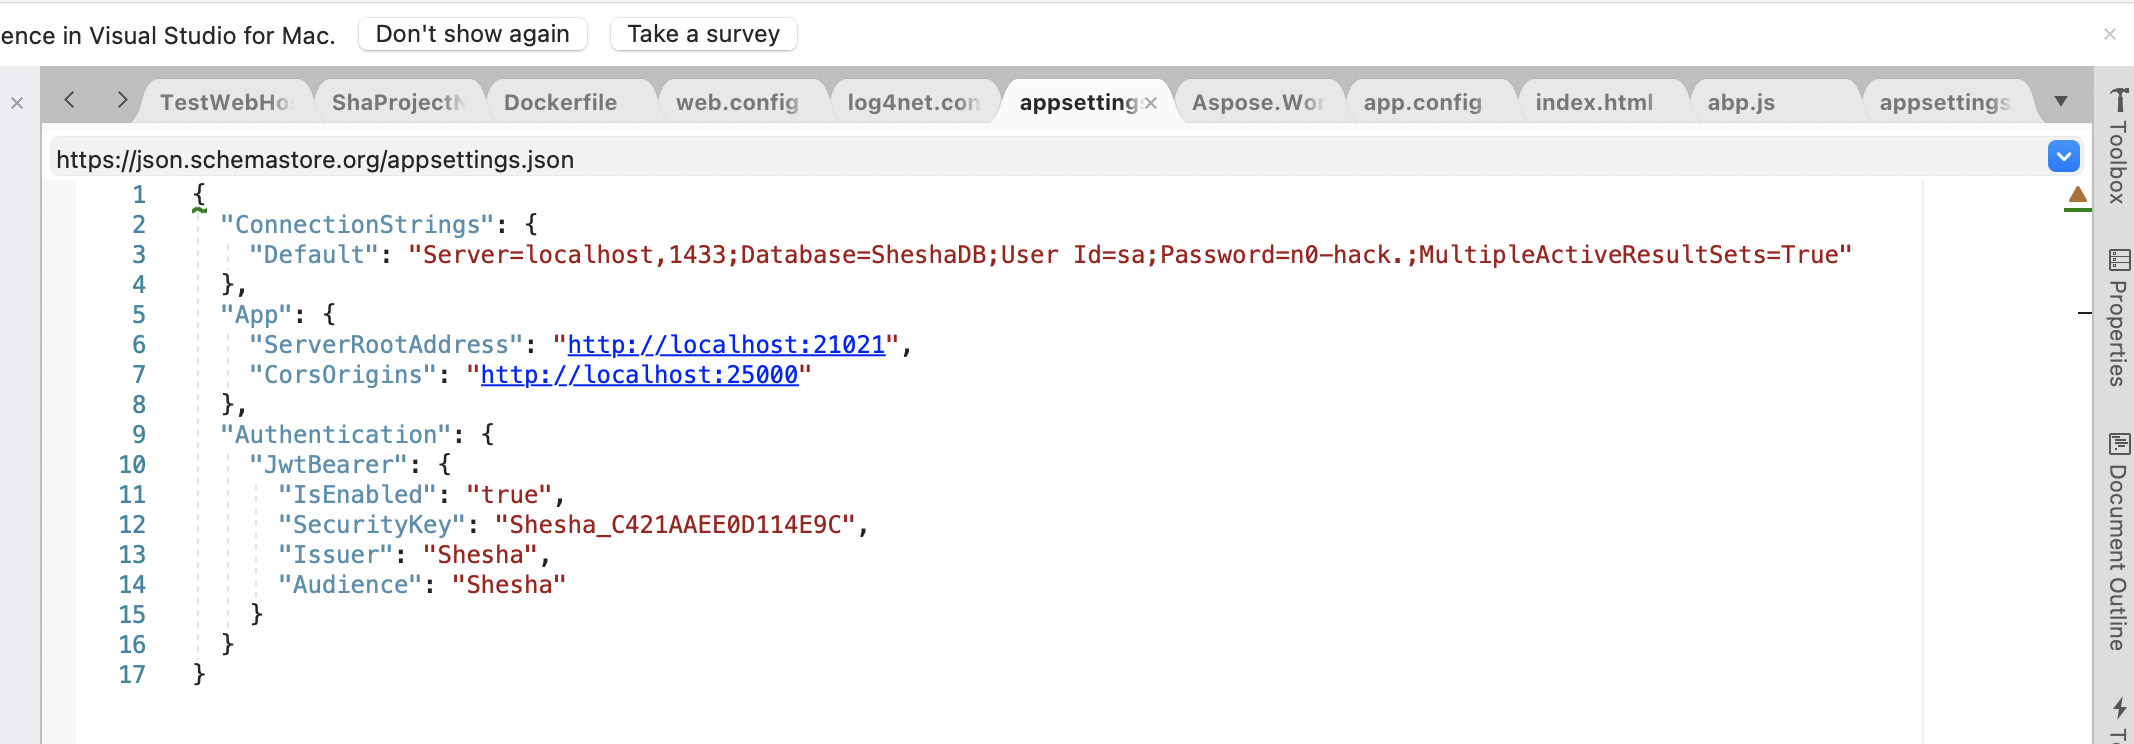 ence in Visual Studio for Mac. Don't show again Take a survey
TestWebHo ShaProjectN Dockerfile web.config log4net.con appsettings Aspose.Wor app.config index.html abp.js appsettings
https://json.schemastore.org/appsettings.json
1 {
2 "ConnectionStrings": {
3 "Default": "Server=localhost,1433;Database=SheshaDB;User Id=sa;Password=n0-hack.;MultipleActiveResultSets=True"
4 },
5 "App": {
6 "ServerRootAddress": "http://localhost:21021",
7 "CorsOrigins": "http://localhost:25000"
8 },
9 "Authentication": {
10 "JwtBearer": {
11 "IsEnabled": "true",
12 "SecurityKey": "Shesha_C421AAEE0D114E9C",
13 "Issuer": "Shesha",
14 "Audience": "Shesha"
15 }
16 }
17 }
Toolbox
Properties
Document Outline